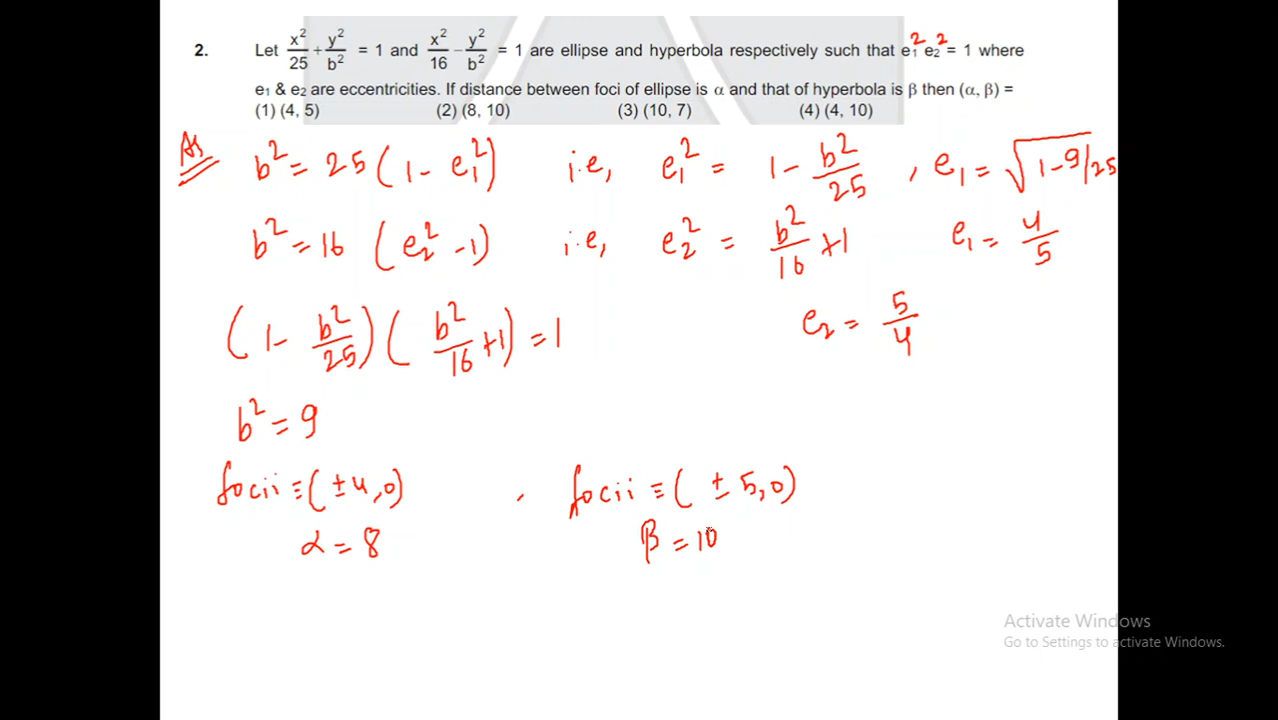 2. Let x²/25 + y²/b² = 1 and x²/16 − y²/b² = 1 are ellipse and hyperbola respectively such that e₁² e₂² = 1 where
e₁ & e₂ are eccentricities. If distance between foci of ellipse is α and that of hyperbola is β then (α, β) =
(1) (4, 5) (2) (8, 10) (3) (10, 7) (4) (4, 10)
As b² = 25 (1 - e₁²) i.e, e₁² = 1 - b²/25 , e₁ = √(1-9/25)
b² = 16 (e₂² - 1) i.e, e₂² = b²/16 + 1 e₁ = 4/5
(1 - b²/25) (b²/16 + 1) = 1 e₂ = 5/4
b² = 9
focii ≡ (±4, 0) , focii ≡ (±5, 0)
α = 8 β = 10
Activate Windows
Go to Settings to activate Windows.